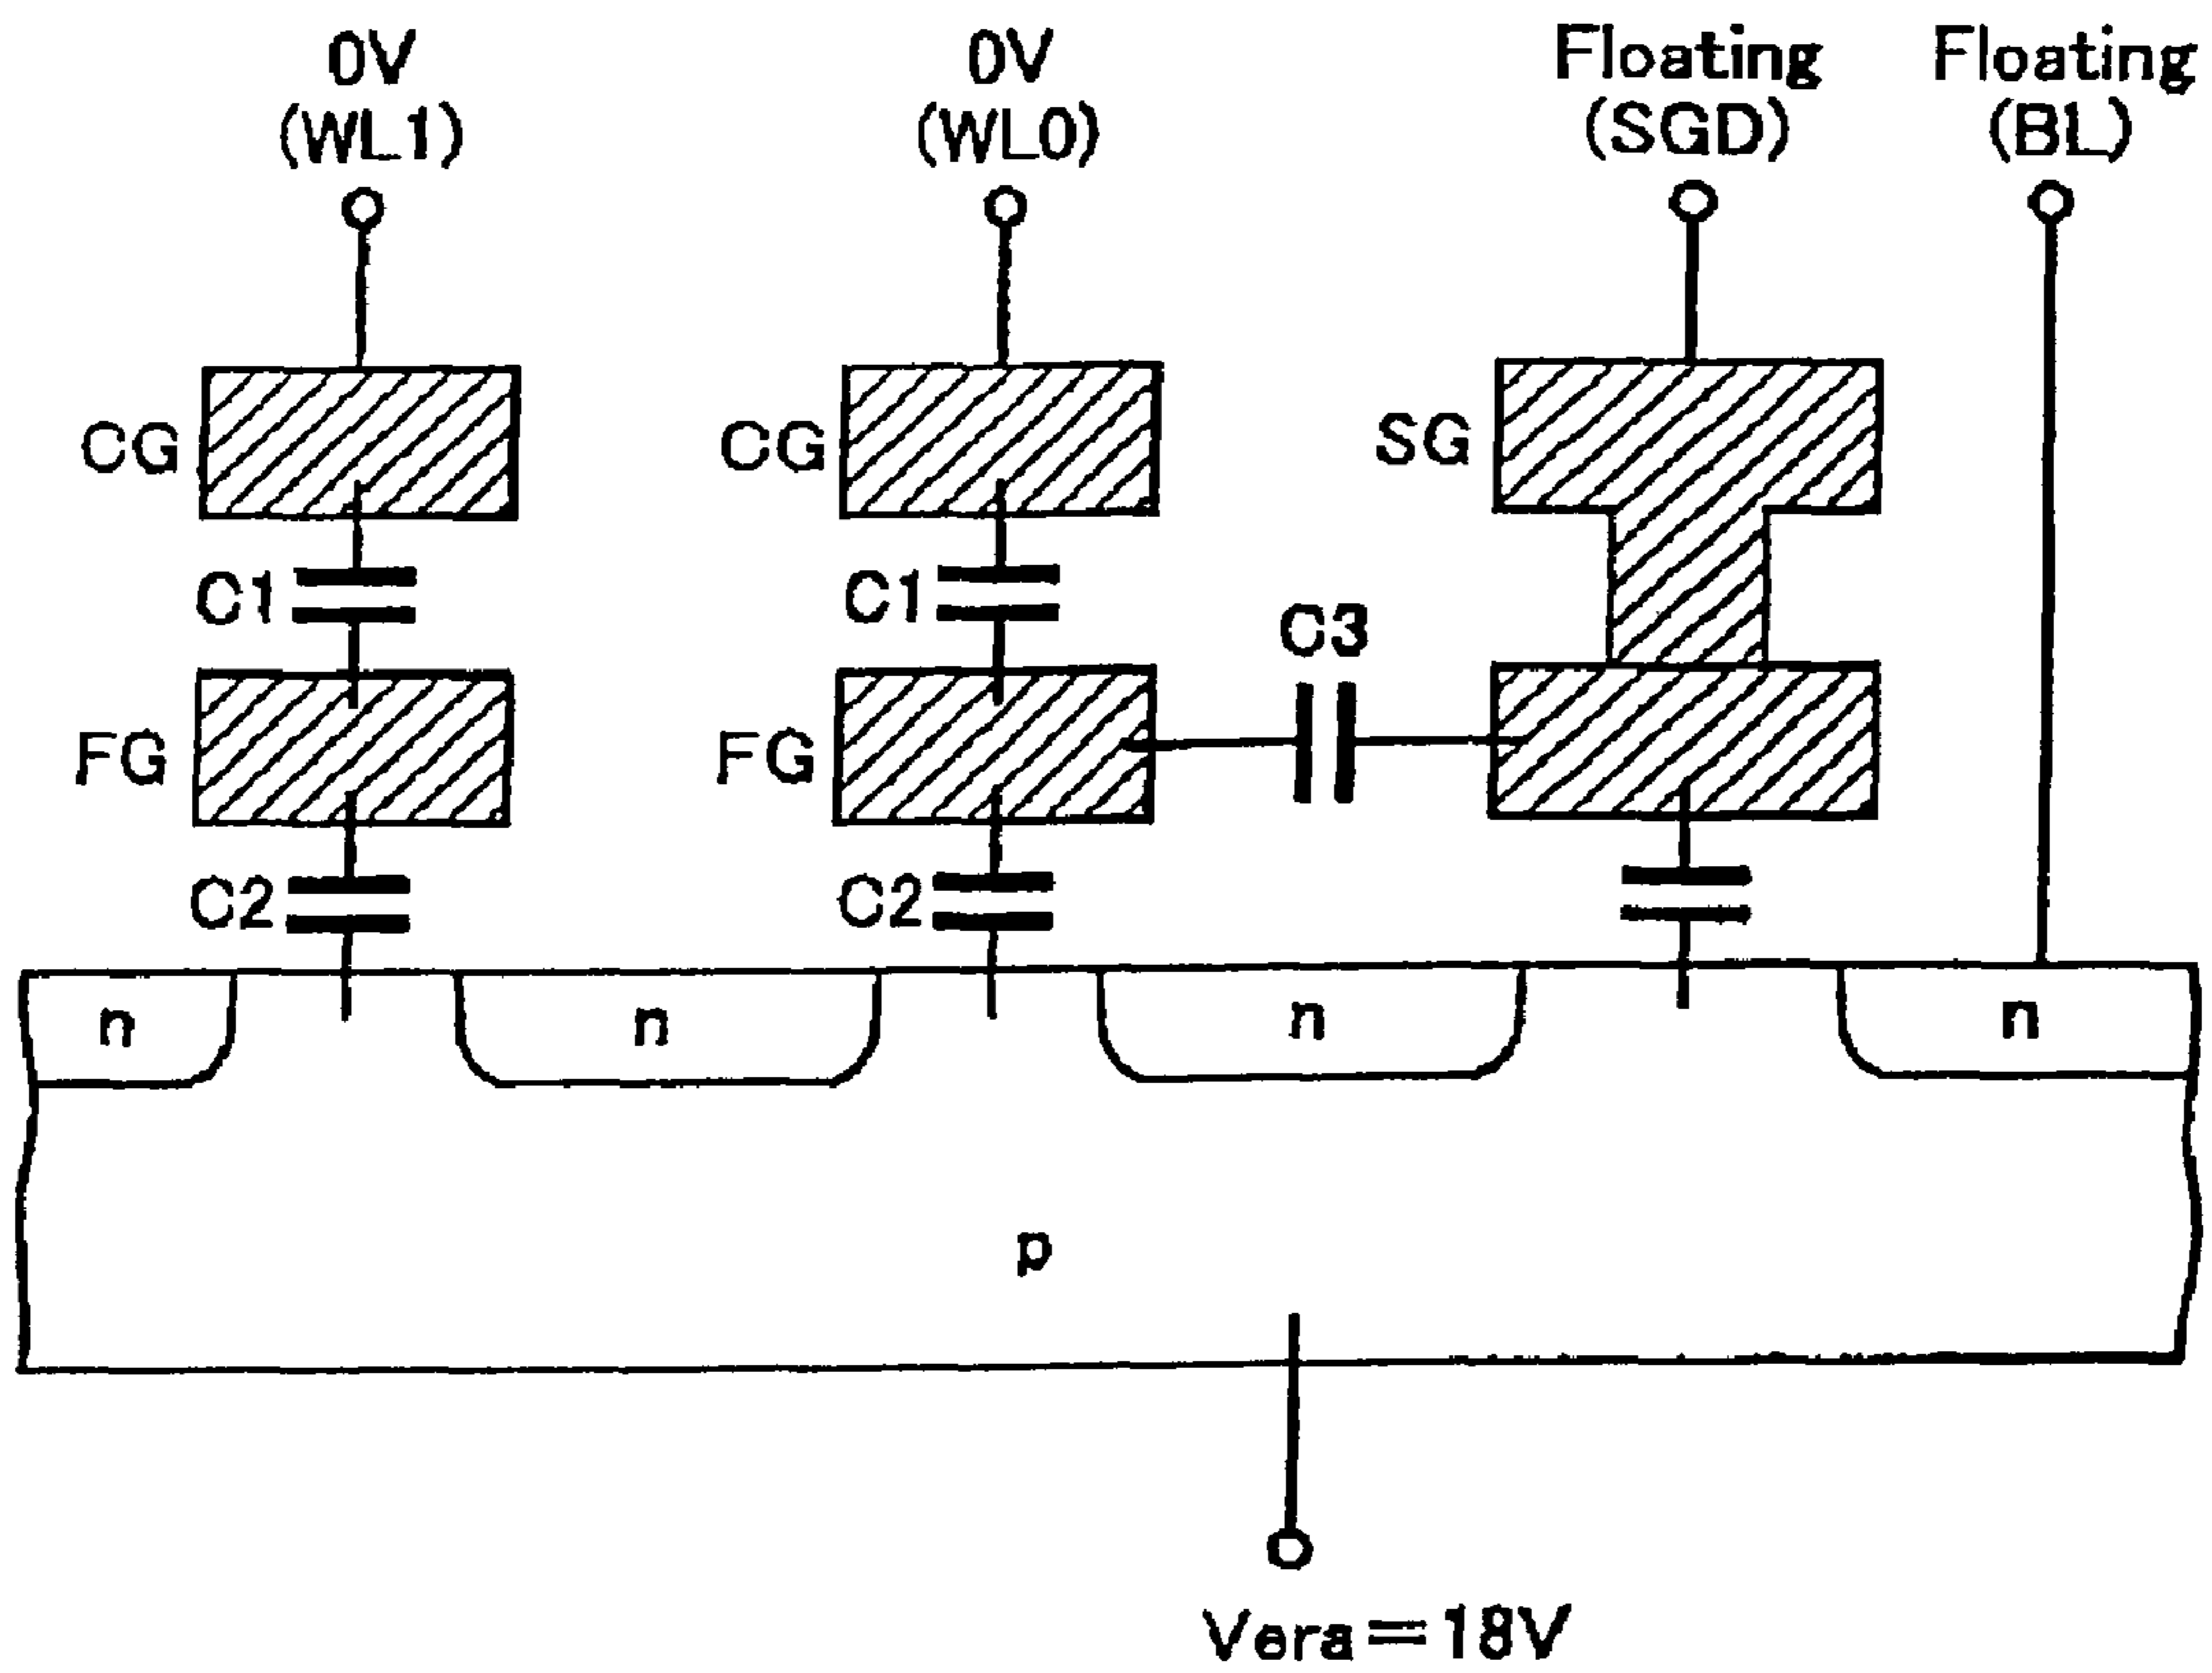 0V
(WL1)
0V
(WL0)
Floating
(SGD)
Floating
(BL)
CG
CG
SG
C1
C1
C3
FG
FG
C2
C2
n
n
n
n
p
Vera=18V